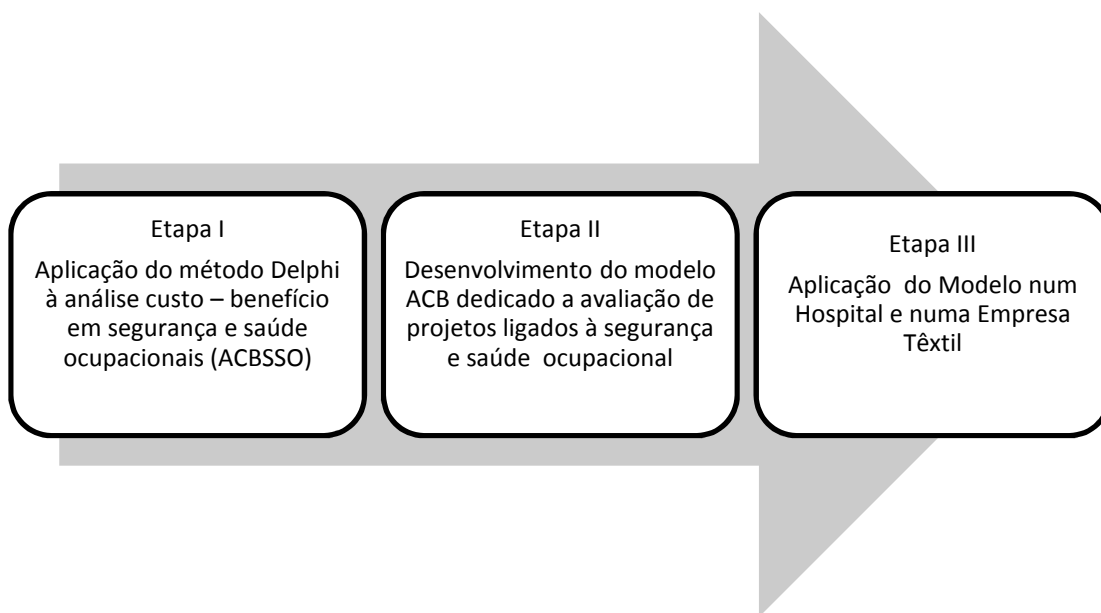 Etapa I
Aplicação do método Delphi
à análise custo – benefício
em segurança e saúde
ocupacionais (ACBSSO)
Etapa II
Desenvolvimento do modelo
ACB dedicado a avaliação de
projetos ligados à segurança
e saúde ocupacional
Etapa III
Aplicação do Modelo num
Hospital e numa Empresa
Têxtil